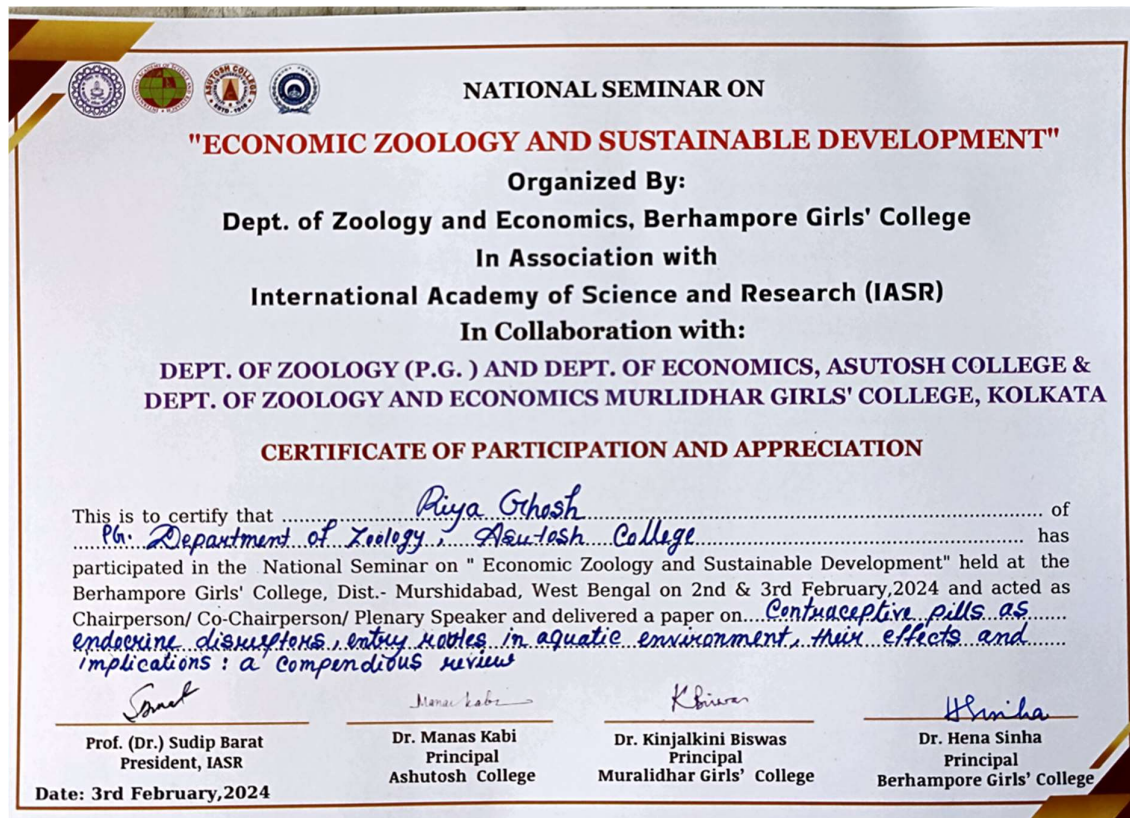 NATIONAL SEMINAR ON
"ECONOMIC ZOOLOGY AND SUSTAINABLE DEVELOPMENT"
Organized By:
Dept. of Zoology and Economics, Berhampore Girls' College
In Association with
International Academy of Science and Research (IASR)
In Collaboration with:
DEPT. OF ZOOLOGY (P.G. ) AND DEPT. OF ECONOMICS, ASUTOSH COLLEGE &
DEPT. OF ZOOLOGY AND ECONOMICS MURLIDHAR GIRLS' COLLEGE, KOLKATA
CERTIFICATE OF PARTICIPATION AND APPRECIATION
This is to certify that Riya Ghosh of
PG. Department of Zoology, Asutosh College has
participated in the National Seminar on " Economic Zoology and Sustainable Development" held at the
Berhampore Girls' College, Dist.- Murshidabad, West Bengal on 2nd & 3rd February,2024 and acted as
Chairperson/ Co-Chairperson/ Plenary Speaker and delivered a paper on Contraceptive pills as
endocrine disruptors, entry routes in aquatic environment, their effects and
implications : a compendious review
Manas Kabi
KBiswas
HSinha
Prof. (Dr.) Sudip Barat
President, IASR
Dr. Manas Kabi
Principal
Ashutosh College
Dr. Kinjalkini Biswas
Principal
Muralidhar Girls' College
Dr. Hena Sinha
Principal
Berhampore Girls' College
Date: 3rd February,2024